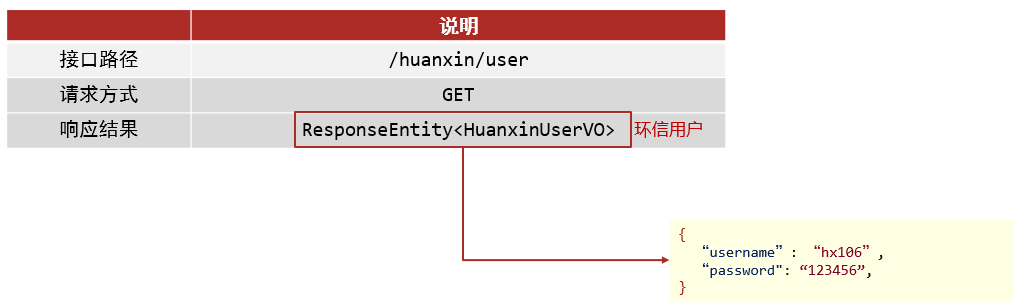 说明
接口路径 /huanxin/user
请求方式 GET
响应结果 ResponseEntity<HuanxinUserVO> 环信用户
{
“username” : “hx106” ,
“password": “123456”,
}